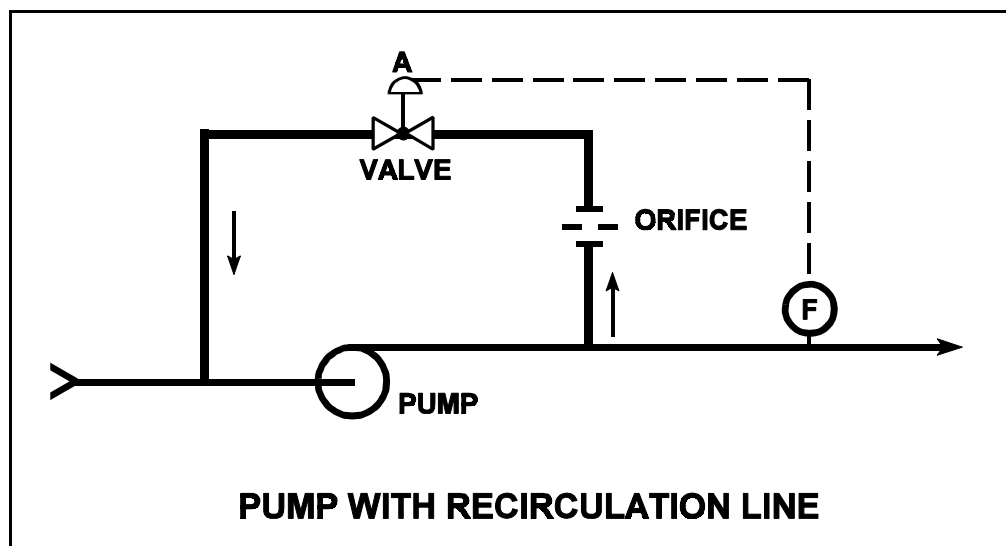 A
VALVE
ORIFICE
F
PUMP
PUMP WITH RECIRCULATION LINE